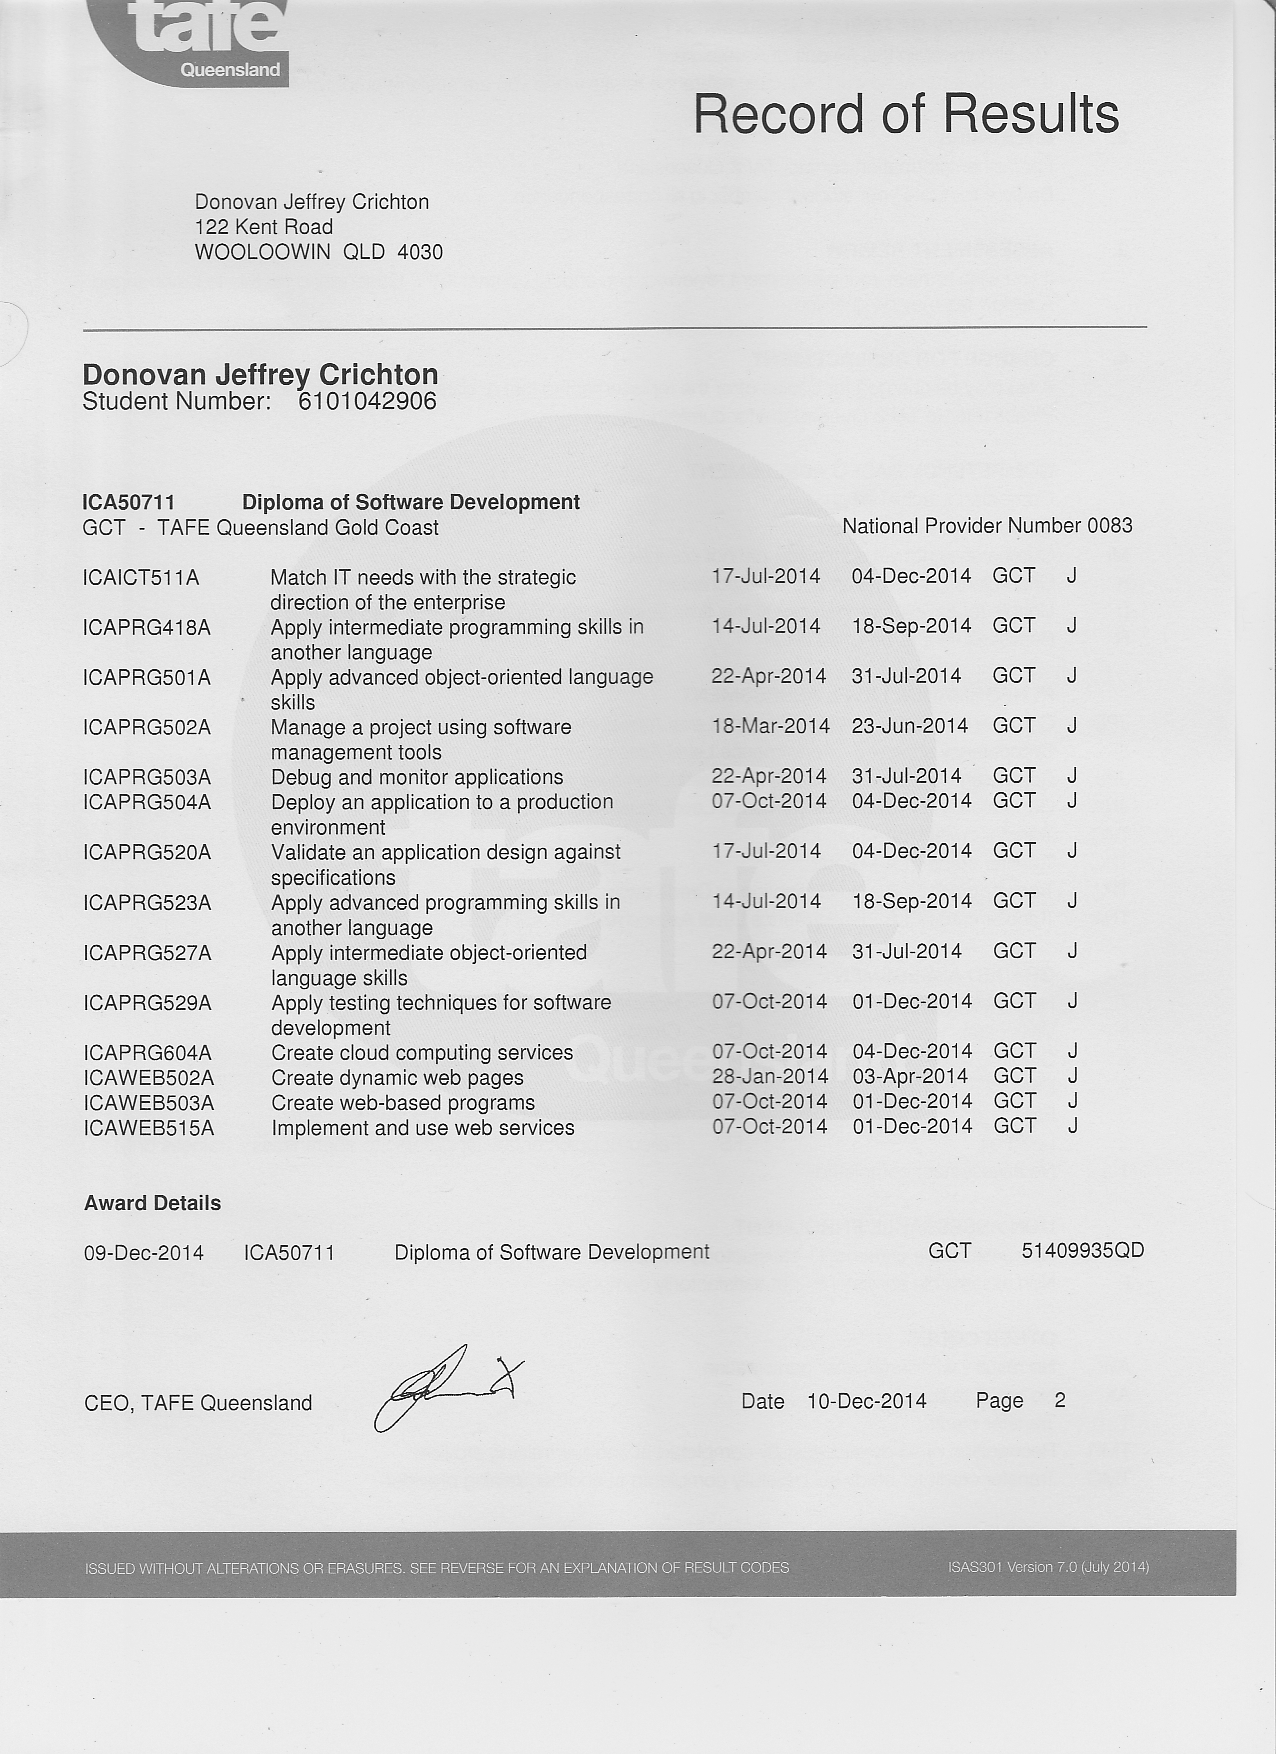 tafe
Queensland
Record of Results
Donovan Jeffrey Crichton
122 Kent Road
WOOLOOWIN QLD 4030
Donovan Jeffrey Crichton
Student Number: 6101042906
ICA50711 Diploma of Software Development
GCT - TAFE Queensland Gold Coast National Provider Number 0083
ICAICT511A Match IT needs with the strategic 17-Jul-2014 04-Dec-2014 GCT J
direction of the enterprise
ICAPRG418A Apply intermediate programming skills in 14-Jul-2014 18-Sep-2014 GCT J
another language
ICAPRG501A Apply advanced object-oriented language 22-Apr-2014 31-Jul-2014 GCT J
skills
ICAPRG502A Manage a project using software 18-Mar-2014 23-Jun-2014 GCT J
management tools
ICAPRG503A Debug and monitor applications 22-Apr-2014 31-Jul-2014 GCT J
ICAPRG504A Deploy an application to a production 07-Oct-2014 04-Dec-2014 GCT J
environment
ICAPRG520A Validate an application design against 17-Jul-2014 04-Dec-2014 GCT J
specifications
ICAPRG523A Apply advanced programming skills in 14-Jul-2014 18-Sep-2014 GCT J
another language
ICAPRG527A Apply intermediate object-oriented 22-Apr-2014 31-Jul-2014 GCT J
language skills
ICAPRG529A Apply testing techniques for software 07-Oct-2014 01-Dec-2014 GCT J
development
ICAPRG604A Create cloud computing services 07-Oct-2014 04-Dec-2014 GCT J
ICAWEB502A Create dynamic web pages 28-Jan-2014 03-Apr-2014 GCT J
ICAWEB503A Create web-based programs 07-Oct-2014 01-Dec-2014 GCT J
ICAWEB515A Implement and use web services 07-Oct-2014 01-Dec-2014 GCT J
Award Details
09-Dec-2014 ICA50711 Diploma of Software Development GCT 51409935QD
CEO, TAFE Queensland Date 10-Dec-2014 Page 2
ISSUED WITHOUT ALTERATIONS OR ERASURES. SEE REVERSE FOR AN EXPLANATION OF RESULT CODES ISAS301 Version 7.0 (July 2014)